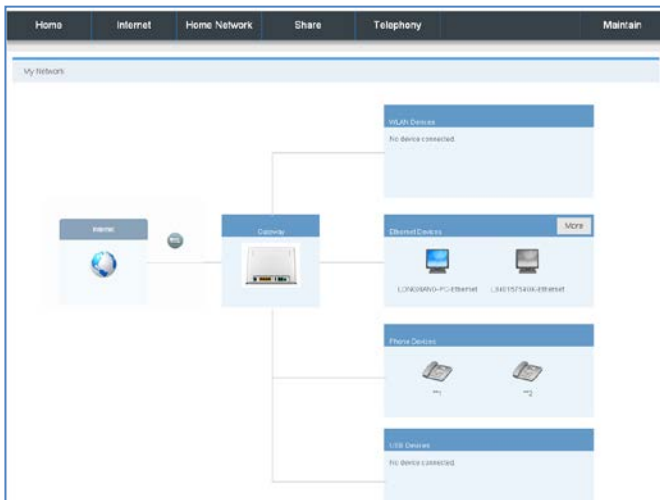 Home Internet Home Network Share Telephony Maintain
My Network
WLAN Devices
No device connected.
Internet
Gateway
Ethernet Devices More
Phone Devices
USB Devices
No device connected.